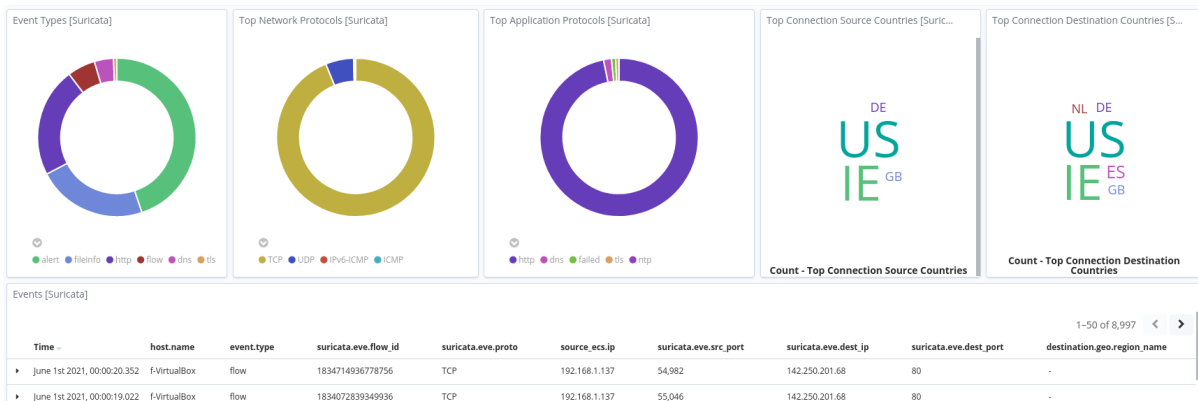 Event Types [Suricata]
Top Network Protocols [Suricata]
Top Application Protocols [Suricata]
Top Connection Source Countries [Suric...
Top Connection Destination Countries [S...
DE
US
IE GB
NL DE
US
IE ES
GB
alert fileinfo http flow dns tls
TCP UDP IPv6-ICMP ICMP
http dns failed tls ntp
Count - Top Connection Source Countries
Count - Top Connection Destination
Countries
Events [Suricata]
1–50 of 8,997
Time host.name event.type suricata.eve.flow_id suricata.eve.proto source_ecs.ip suricata.eve.src_port suricata.eve.dest_ip suricata.eve.dest_port destination.geo.region_name
June 1st 2021, 00:00:20.352 f-VirtualBox flow 1834714936778756 TCP 192.168.1.137 54,982 142.250.201.68 80 -
June 1st 2021, 00:00:19.022 f-VirtualBox flow 1834072839349936 TCP 192.168.1.137 55,046 142.250.201.68 80 -